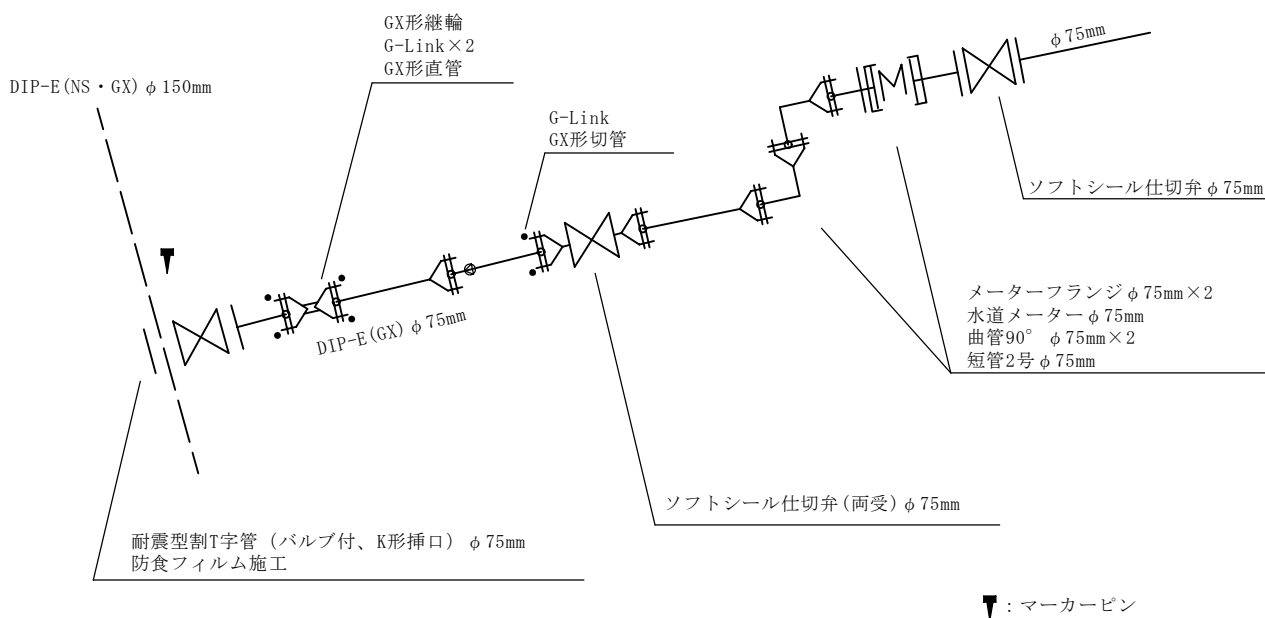 GX形継輪
G-Link×2
GX形直管
DIP-E(NS・GX)φ150mm
φ75mm
G-Link
GX形切管
ソフトシール仕切弁φ75mm
メーターフランジφ75mm×2
水道メーターφ75mm
曲管90° φ75mm×2
短管2号φ75mm
DIP-E(GX)φ75mm
ソフトシール仕切弁(両受)φ75mm
耐震型割T字管（バルブ付、K形挿口）φ75mm
防食フィルム施工
：マーカーピン